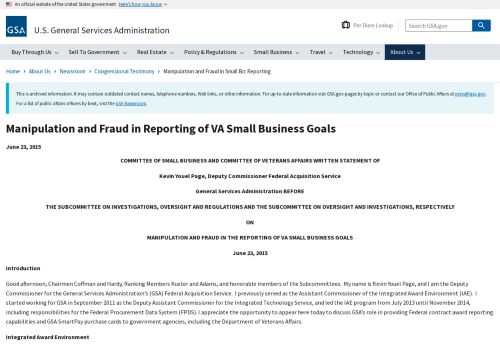 An official website of the United States government Here's how you know
GSA
U.S. General Services Administration
Per Diem Lookup
Search GSA.gov
Buy Through Us
Sell To Government
Real Estate
Policy & Regulations
Small Business
Travel
Technology
About Us
Home › About Us › Newsroom › Congressional Testimony › Manipulation and Fraud in Small Biz Reporting
This is archived information. It may contain outdated contact names, telephone numbers, Web links, or other information. For up-to-date information visit GSA.gov pages by topic or contact our Office of Public Affairs at press@gsa.gov.
For a list of public affairs officers by beat, visit the GSA Newsroom.
Manipulation and Fraud in Reporting of VA Small Business Goals
June 23, 2015
COMMITTEE OF SMALL BUSINESS AND COMMITTEE OF VETERANS AFFAIRS WRITTEN STATEMENT OF
Kevin Youel Page, Deputy Commissioner Federal Acquisition Service
General Services Administration BEFORE
THE SUBCOMMITTEE ON INVESTIGATIONS, OVERSIGHT AND REGULATIONS AND THE SUBCOMMITTEE ON OVERSIGHT AND INVESTIGATIONS, RESPECTIVELY
ON
MANIPULATION AND FRAUD IN THE REPORTING OF VA SMALL BUSINESS GOALS
June 23, 2015
Introduction
Good afternoon, Chairmen Coffman and Hardy, Ranking Members Kuster and Adams, and honorable members of the Subcommittees. My name is Kevin Youel Page, and I am the Deputy
Commissioner for the General Services Administration's (GSA) Federal Acquisition Service. I previously served as the Assistant Commissioner of the Integrated Award Environment (IAE). I
started working for GSA in September 2011 as the Deputy Assistant Commissioner for the Integrated Technology Service, and led the IAE program from July 2013 until November 2014,
including responsibilities for the Federal Procurement Data System (FPDS). I appreciate the opportunity to appear here today to discuss GSA's role in providing Federal contract award reporting
capabilities and GSA SmartPay purchase cards to government agencies, including the Department of Veterans Affairs.
Integrated Award Environment